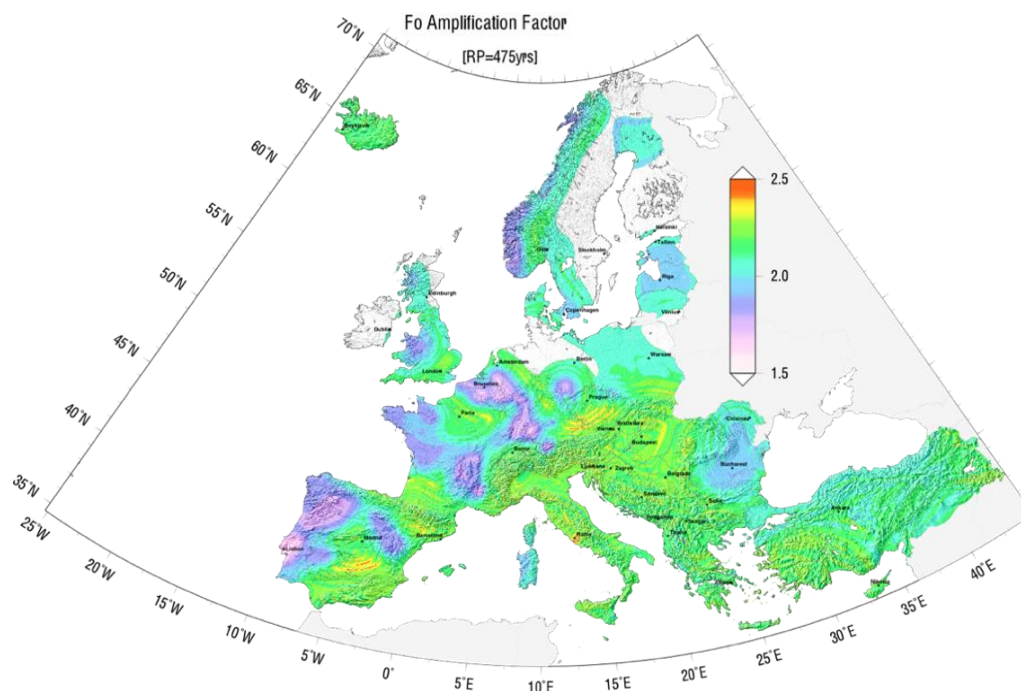 Fo Amplification Factor
[RP=475yrs]
70°N
65°N
60°N
55°N
50°N
45°N
40°N
35°N
25°W
20°W
15°W
10°W
5°W
0°
5°E
10°E
15°E
20°E
25°E
30°E
35°E
40°E
2.5
2.0
1.5
Reykjavik
Helsinki
Tallinn
Oslo
Stockholm
Riga
Edinburgh
Copenhagen
Vilnius
Dublin
Berlin
Warsaw
Amsterdam
London
Brussels
Prague
Paris
Chisinau
Vienna
Bratislava
Budapest
Ljubljana
Zagreb
Bucharest
Belgrade
Sarajevo
Sofia
Ankara
Rome
Madrid
Barcelona
Lisbon
Tirana
Nicosia